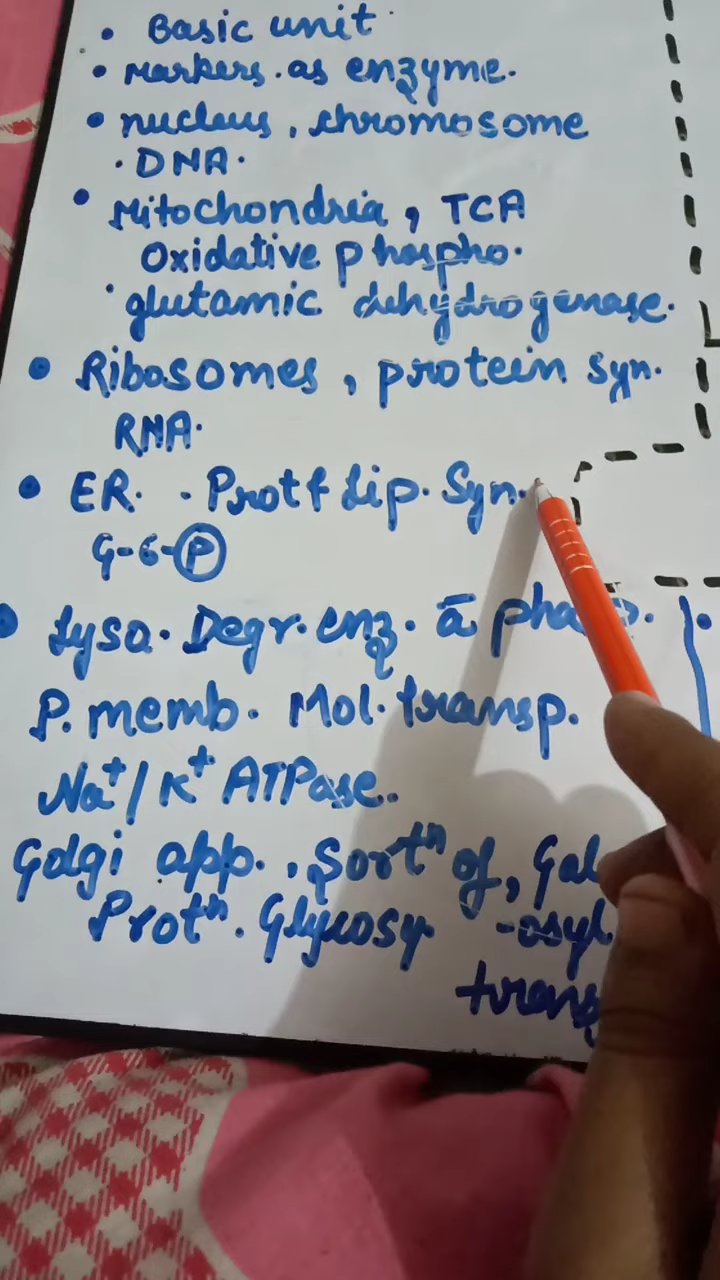 • Basic unit
• Markers as enzyme.
• nucleus, chromosome
• DNA.
• Mitochondria, TCA
Oxidative phospho.
• glutamic dehydrogenase.
• Ribosomes, protein syn.
RNA.
• ER. • Prot & Lip. Syn.
G-6-P
• Lyso. Degr. enz. ā
P. memb. Mol. transp.
Na⁺/K⁺ ATPase.
Golgi app., Sortⁿ of, Gal
Protⁿ. Glycosy -osyl
trans